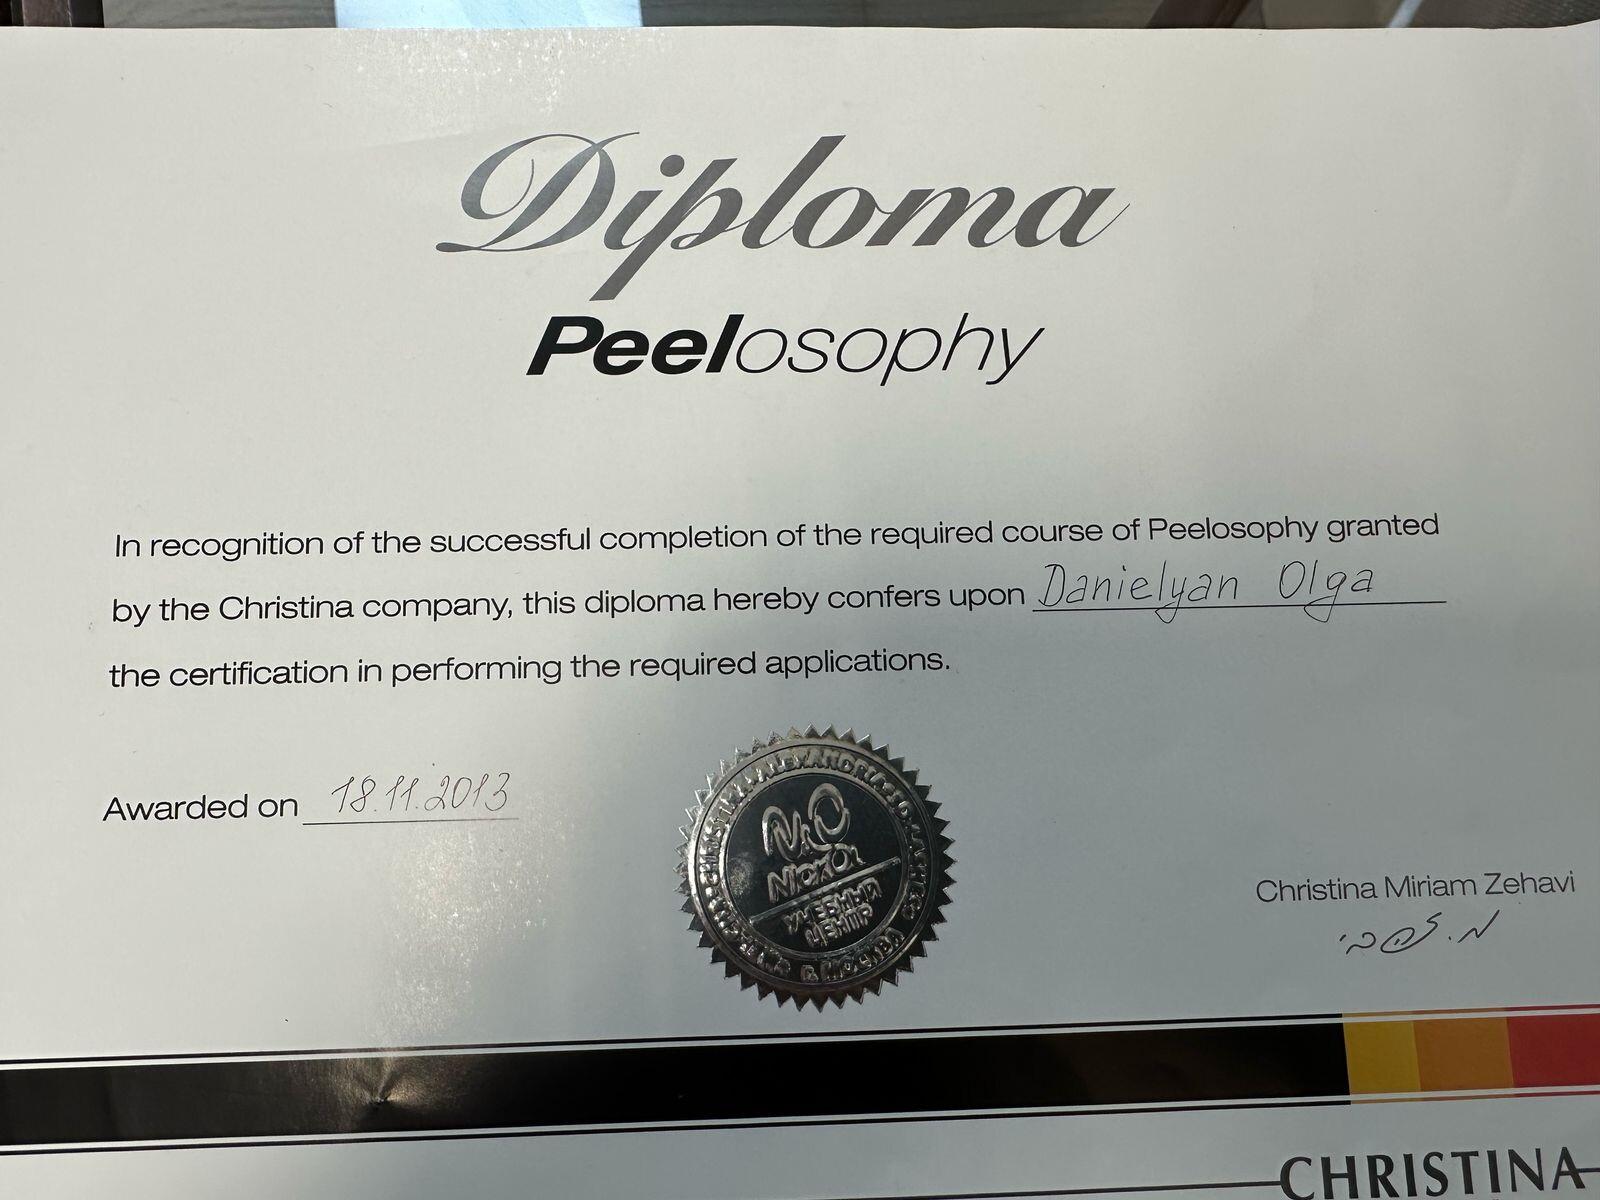 Diploma
Peelosophy
In recognition of the successful completion of the required course of Peelosophy granted
by the Christina company, this diploma hereby confers upon Danielyan Olga
the certification in performing the required applications.
Awarded on 18.11.2013
УЧЕБНЫЙ
ЦЕНТР
Christina Miriam Zehavi
CHRISTINA